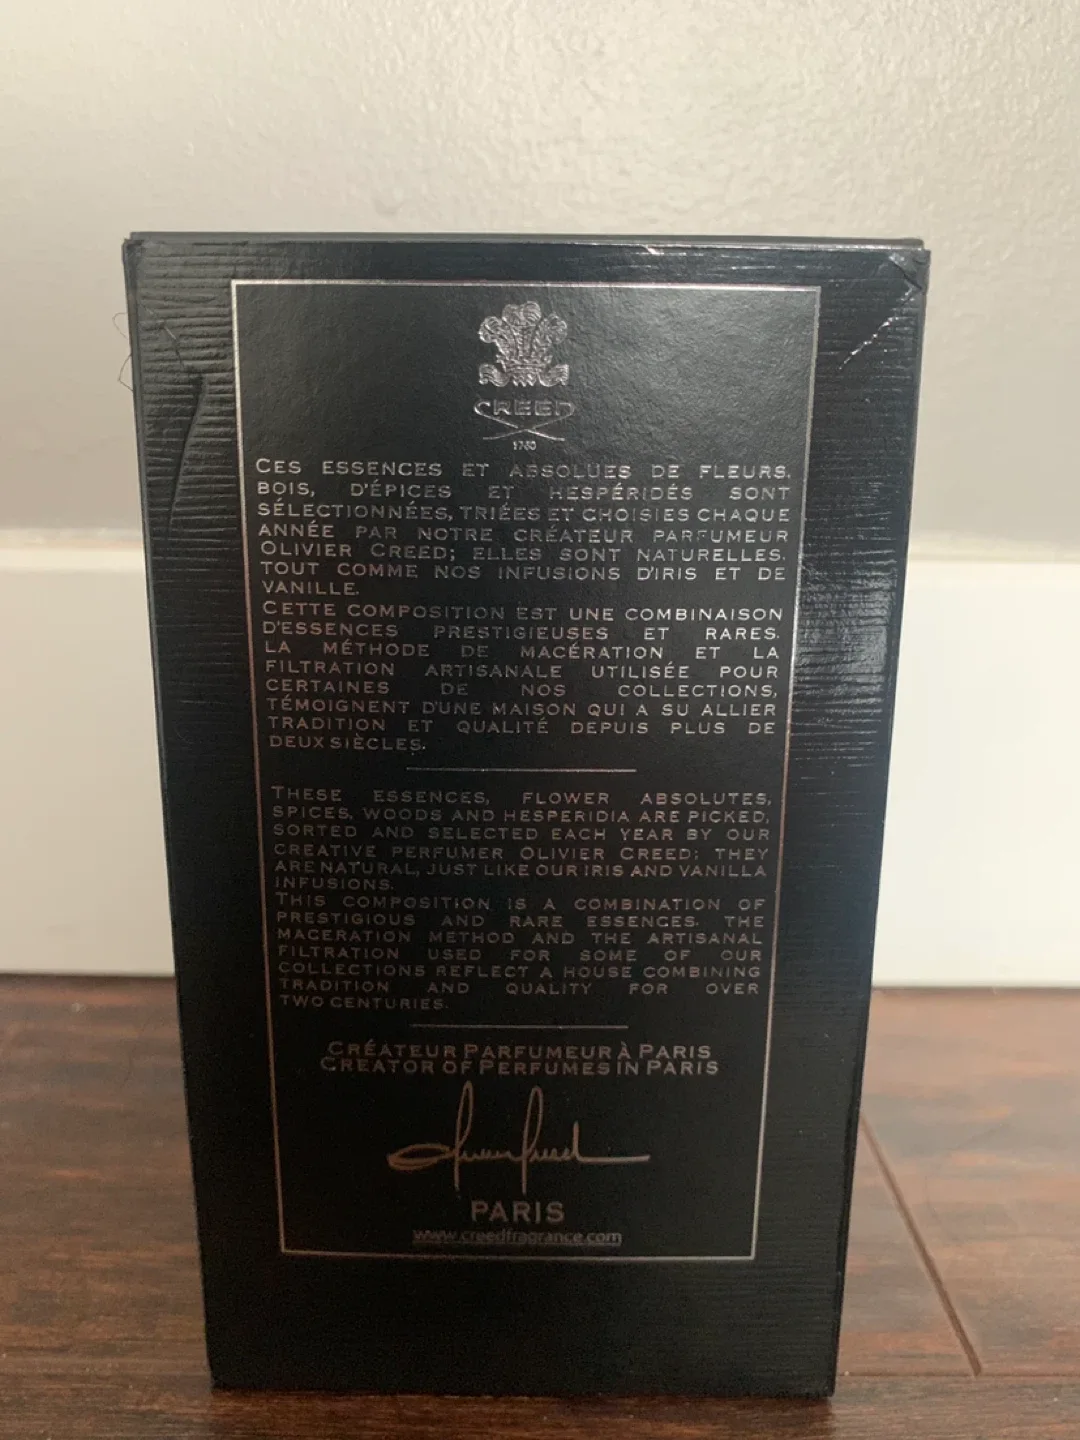 CREED
1760
CES ESSENCES ET ABSOLUES DE FLEURS,
BOIS, D'ÉPICES ET HESPÉRIDÉS SONT
SÉLECTIONNÉES, TRIÉES ET CHOISIES CHAQUE
ANNÉE PAR NOTRE CRÉATEUR PARFUMEUR
OLIVIER CREED; ELLES SONT NATURELLES,
TOUT COMME NOS INFUSIONS D'IRIS ET DE
VANILLE.
CETTE COMPOSITION EST UNE COMBINAISON
D'ESSENCES PRESTIGIEUSES ET RARES.
LA MÉTHODE DE MACÉRATION ET LA
FILTRATION ARTISANALE UTILISÉE POUR
CERTAINES DE NOS COLLECTIONS,
TÉMOIGNENT D'UNE MAISON QUI A SU ALLIER
TRADITION ET QUALITÉ DEPUIS PLUS DE
DEUX SIÈCLES.
THESE ESSENCES, FLOWER ABSOLUTES,
SPICES, WOODS AND HESPERIDIA ARE PICKED,
SORTED AND SELECTED EACH YEAR BY OUR
CREATIVE PERFUMER OLIVIER CREED; THEY
ARE NATURAL, JUST LIKE OUR IRIS AND VANILLA
INFUSIONS.
THIS COMPOSITION IS A COMBINATION OF
PRESTIGIOUS AND RARE ESSENCES. THE
MACERATION METHOD AND THE ARTISANAL
FILTRATION USED FOR SOME OF OUR
COLLECTIONS REFLECT A HOUSE COMBINING
TRADITION AND QUALITY FOR OVER
TWO CENTURIES.
CRÉATEUR PARFUMEUR À PARIS
CREATOR OF PERFUMES IN PARIS
Olivier Creed
PARIS
www.creedfragrance.com